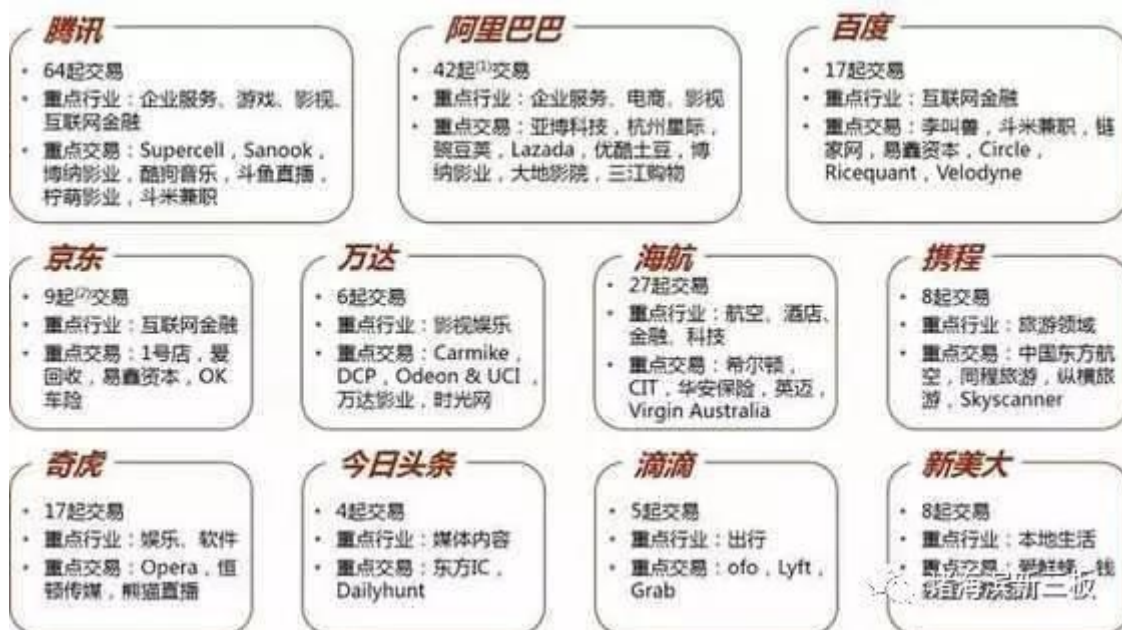 腾讯
64起交易
重点行业：企业服务、游戏、影视、
互联网金融
重点交易：Supercell，Sanook，
博纳影业，酷狗音乐，斗鱼直播，
柠萌影业，斗米兼职
阿里巴巴
42起(1)交易
重点行业：企业服务、电商、影视
重点交易：亚博科技，杭州星际，
豌豆荚，Lazada，优酷土豆，博
纳影业，大地影院，三江购物
百度
17起交易
重点行业：互联网金融
重点交易：李叫兽，斗米兼职，链
家网，易鑫资本，Circle，
Ricequant，Velodyne
京东
9起(2)交易
重点行业：互联网金融
重点交易：1号店，爱
回收，易鑫资本，OK
车险
万达
6起交易
重点行业：影视娱乐
重点交易：Carmike，
DCP，Odeon & UCI，
万达影业，时光网
海航
27起交易
重点行业：航空、酒店、
金融、科技
重点交易：希尔顿，
CIT，华安保险，英迈，
Virgin Australia
携程
8起交易
重点行业：旅游领域
重点交易：中国东方航
空，同程旅游，纵横旅
游，Skyscanner
奇虎
17起交易
重点行业：娱乐、软件
重点交易：Opera，恒
顿传媒，熊猫直播
今日头条
4起交易
重点行业：媒体内容
重点交易：东方IC，
Dailyhunt
滴滴
5起交易
重点行业：出行
重点交易：ofo，Lyft，
Grab
新美大
8起交易
重点行业：本地生活
重点交易：爱鲜蜂，钱
诸海滨新三板